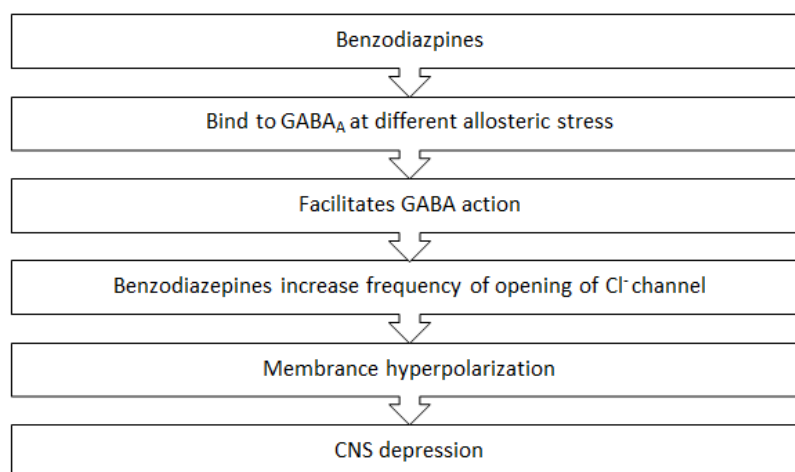 Benzodiazpines
Bind to GABAA at different allosteric stress
Facilitates GABA action
Benzodiazepines increase frequency of opening of Cl- channel
Membrance hyperpolarization
CNS depression